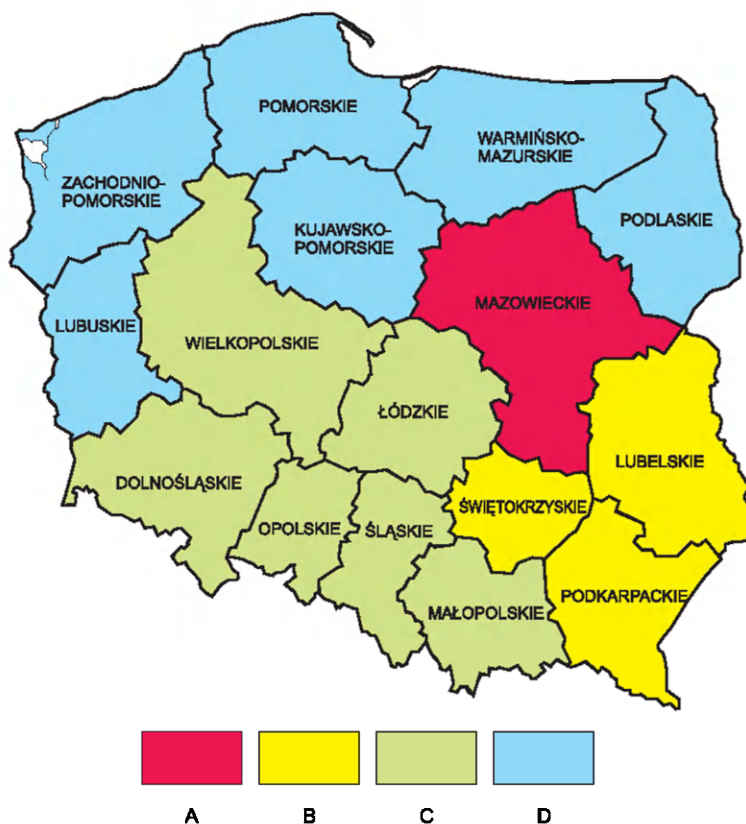 POMORSKIE
WARMIŃSKO-
MAZURSKIE
ZACHODNIO-
POMORSKIE
PODLASKIE
KUJAWSKO-
POMORSKIE
MAZOWIECKIE
LUBUSKIE
WIELKOPOLSKIE
ŁÓDZKIE
LUBELSKIE
DOLNOŚLĄSKIE
ŚWIĘTOKRZYSKIE
OPOLSKIE
ŚLĄSKIE
PODKARPACKIE
MAŁOPOLSKIE
A B C D